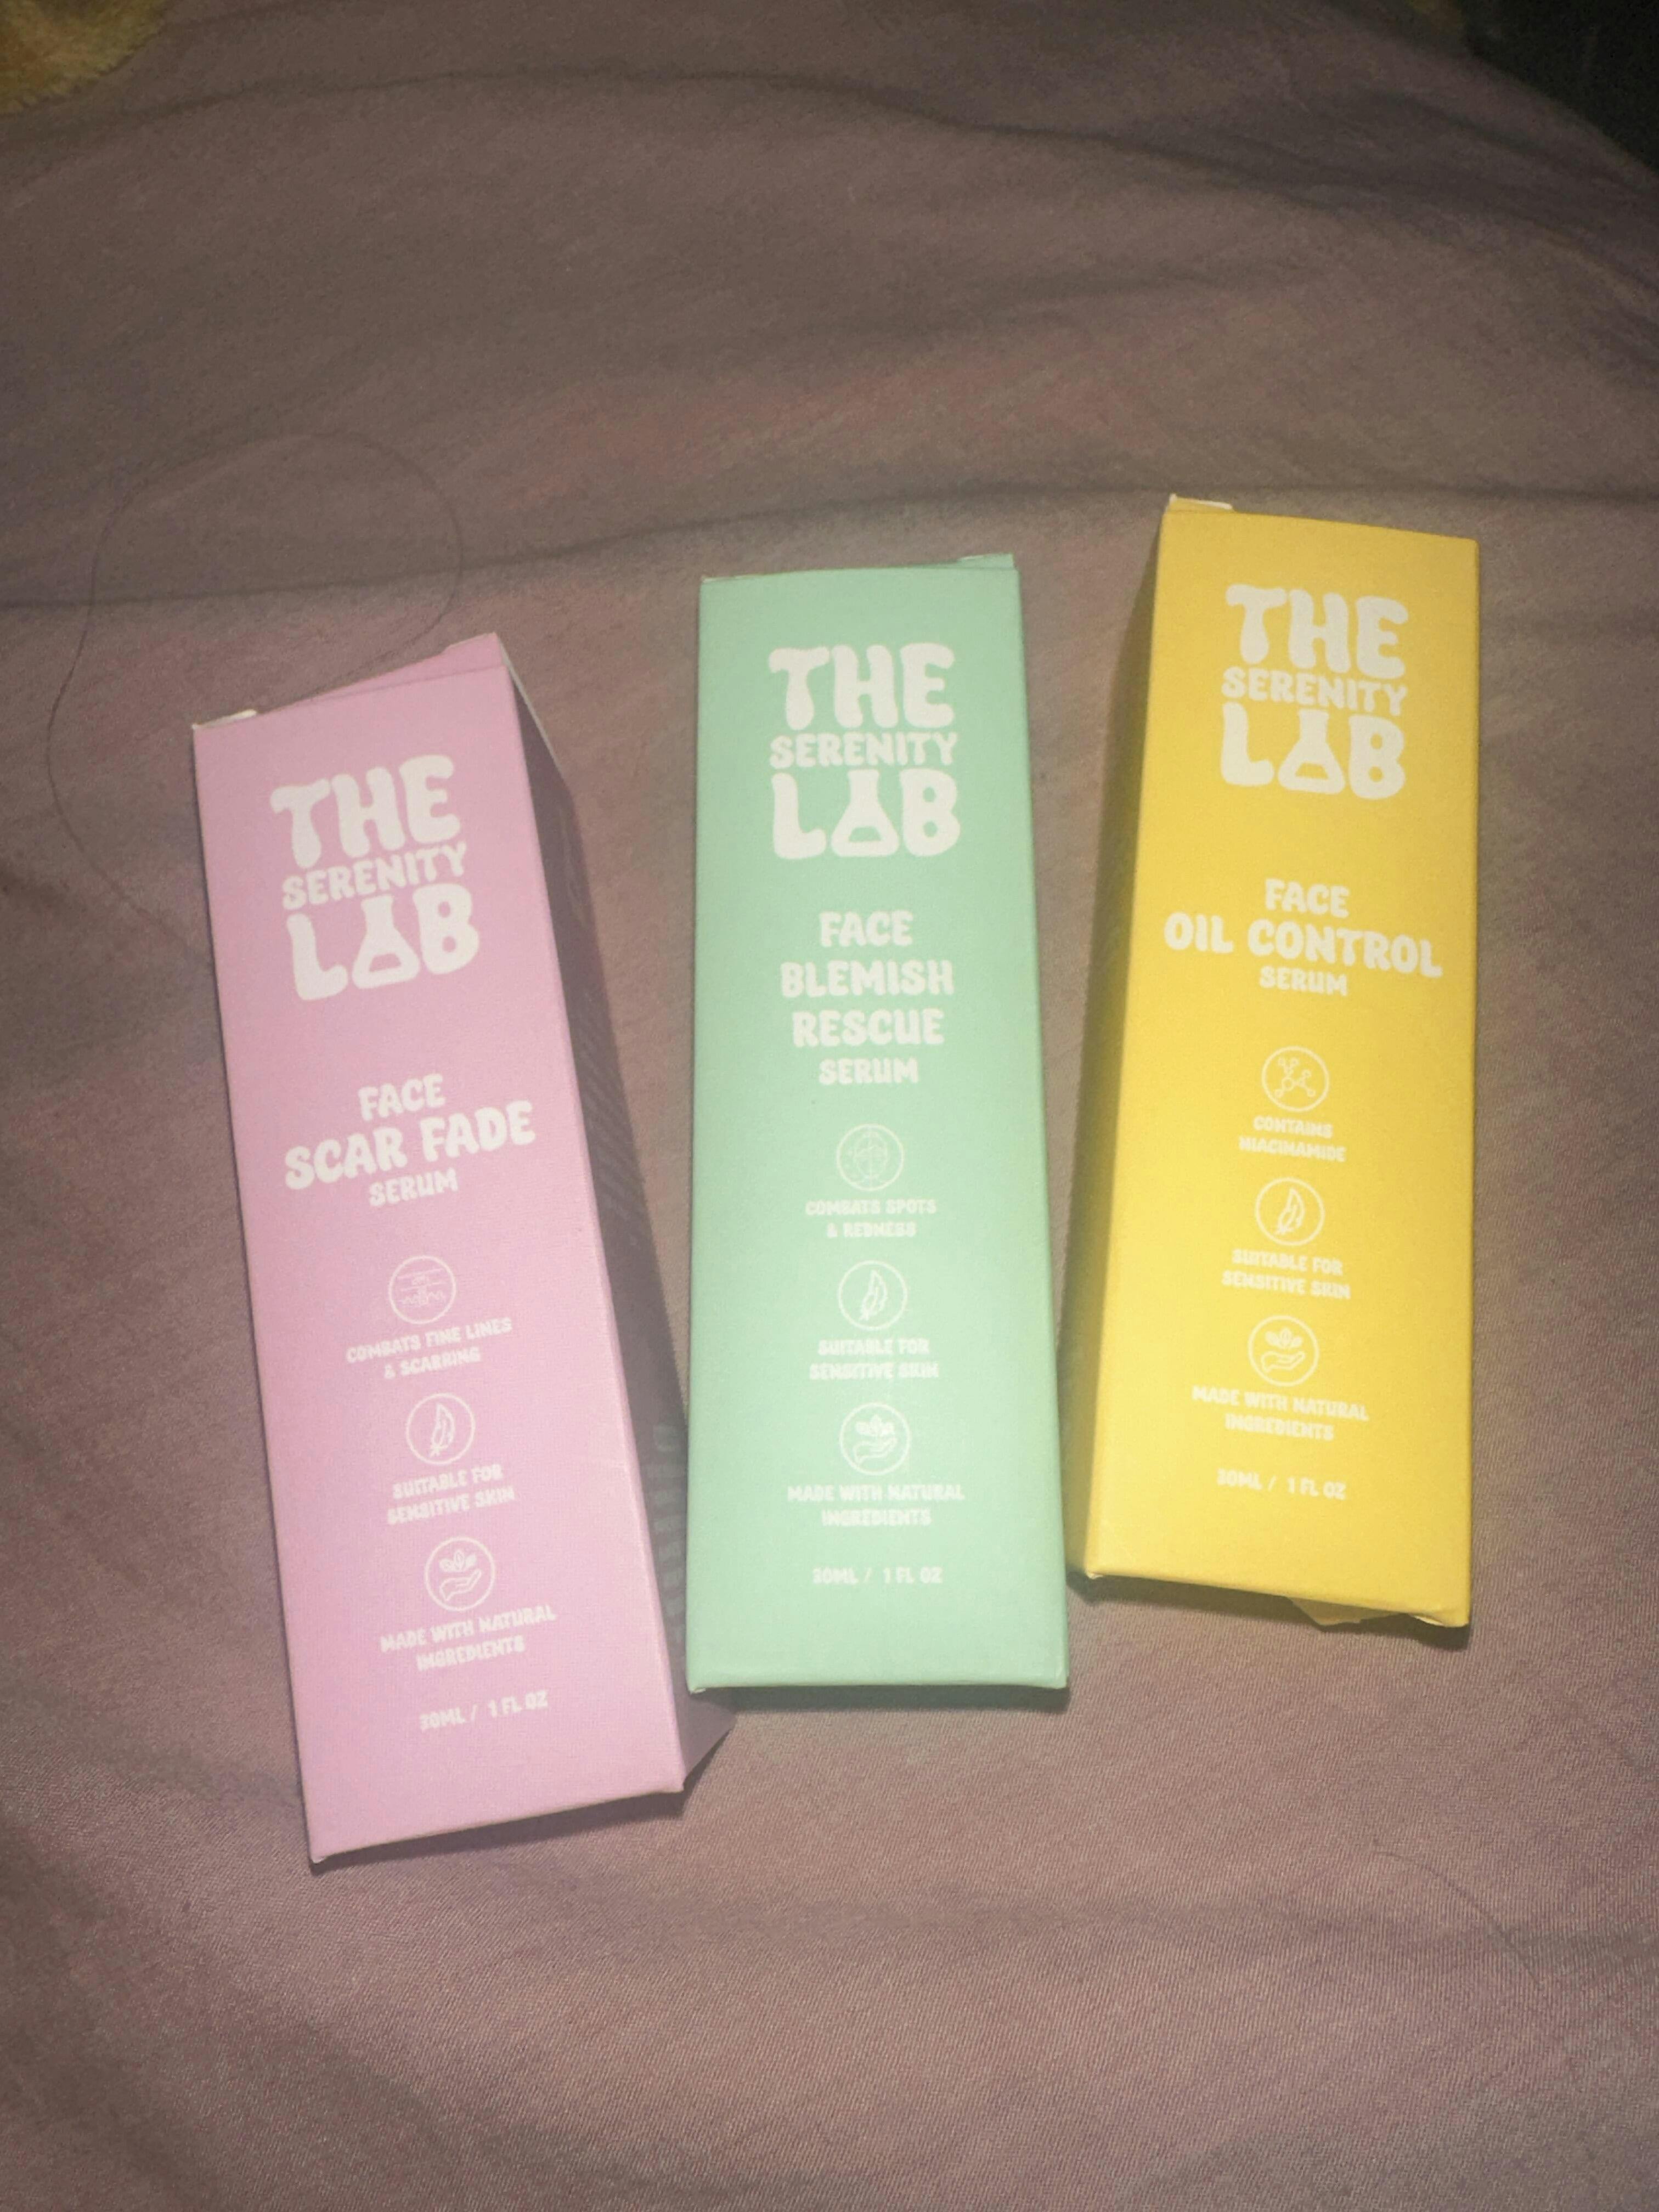 THE
SERENITY
LAB
FACE
SCAR FADE
SERUM
COMBATS FINE LINES
& SCARRING
SUITABLE FOR
SENSITIVE SKIN
MADE WITH NATURAL
INGREDIENTS
30ML / 1 FL OZ
THE
SERENITY
LAB
FACE
BLEMISH
RESCUE
SERUM
COMBATS SPOTS
& REDNESS
SUITABLE FOR
SENSITIVE SKIN
MADE WITH NATURAL
INGREDIENTS
30ML / 1 FL OZ
THE
SERENITY
LAB
FACE
OIL CONTROL
SERUM
CONTAINS
NIACINAMIDE
SUITABLE FOR
SENSITIVE SKIN
MADE WITH NATURAL
INGREDIENTS
30ML / 1 FL OZ